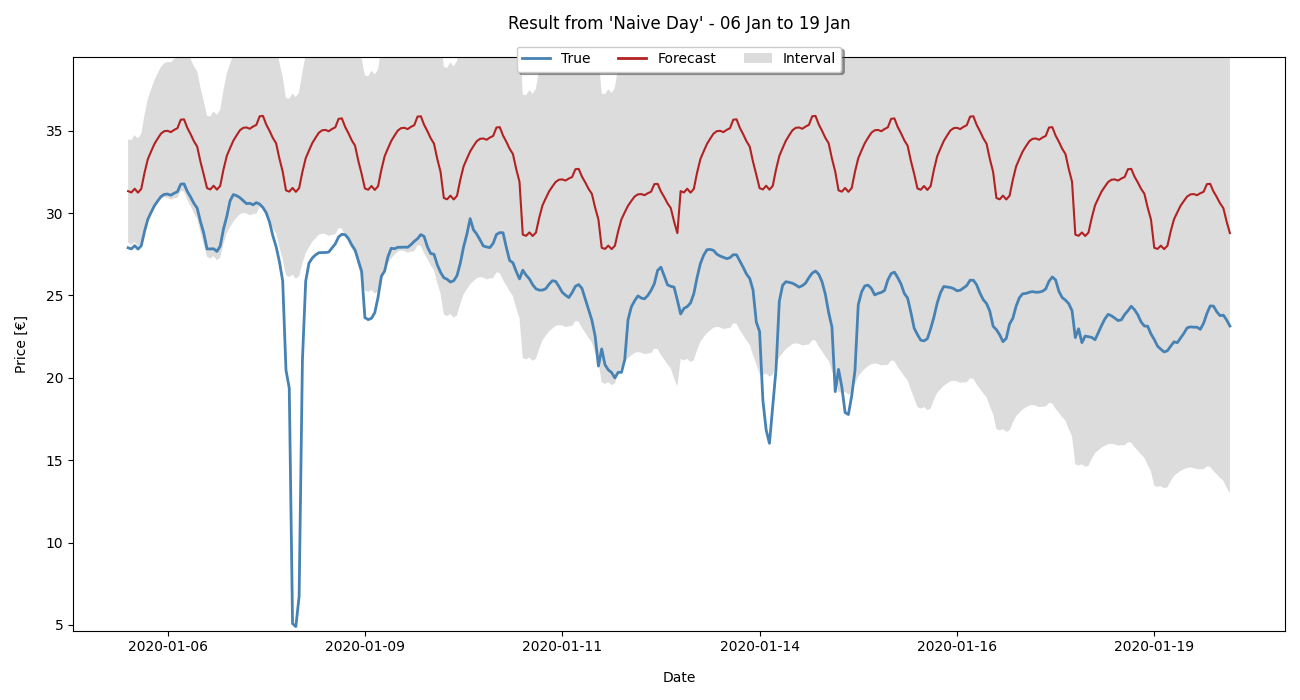 Result from 'Naive Day' - 06 Jan to 19 Jan
True Forecast Interval
Price [€]
35
30
25
20
15
10
5
2020-01-06 2020-01-09 2020-01-11 2020-01-14 2020-01-16 2020-01-19
Date